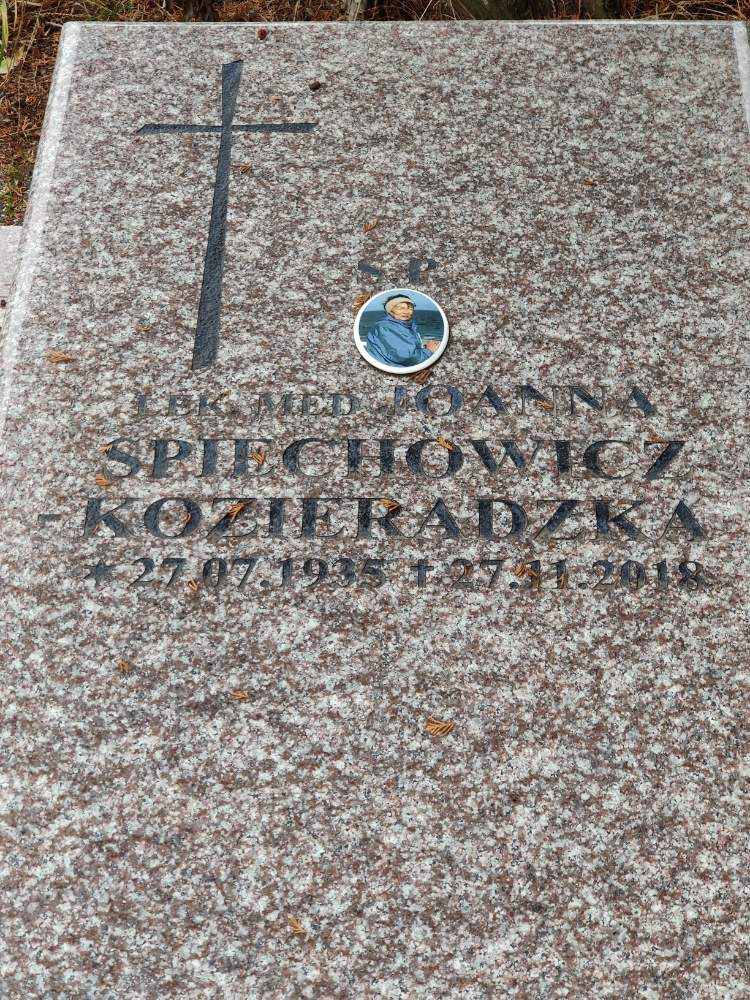 Ś P
LEK. MED. JOANNA
SPIECHOWICZ
-KOZIERADZKA
* 27.07.1935 † 27.11.2018